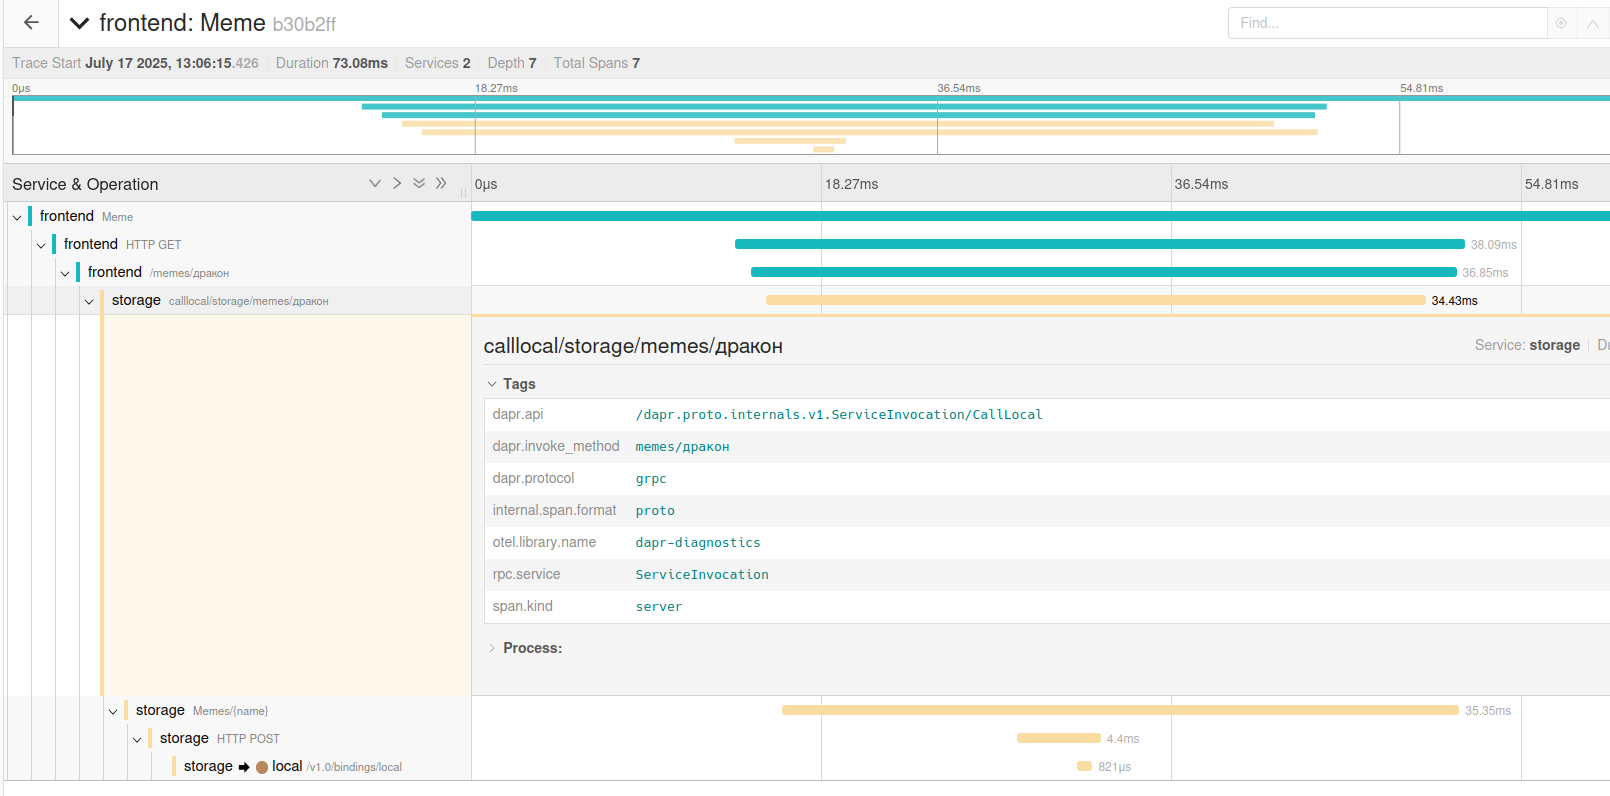 frontend: Meme b30b2ff
Find...
Trace Start July 17 2025, 13:06:15.426 Duration 73.08ms Services 2 Depth 7 Total Spans 7
0μs 18.27ms 36.54ms 54.81ms
Service & Operation 0μs 18.27ms 36.54ms 54.81ms
frontend Meme
frontend HTTP GET 38.09ms
frontend /memes/дракон 36.85ms
storage calllocal/storage/memes/дракон 34.43ms
calllocal/storage/memes/дракон Service: storage
Tags
dapr.api /dapr.proto.internals.v1.ServiceInvocation/CallLocal
dapr.invoke_method memes/дракон
dapr.protocol grpc
internal.span.format proto
otel.library.name dapr-diagnostics
rpc.service ServiceInvocation
span.kind server
Process:
storage Memes/{name} 35.35ms
storage HTTP POST 4.4ms
storage local /v1.0/bindings/local 821μs